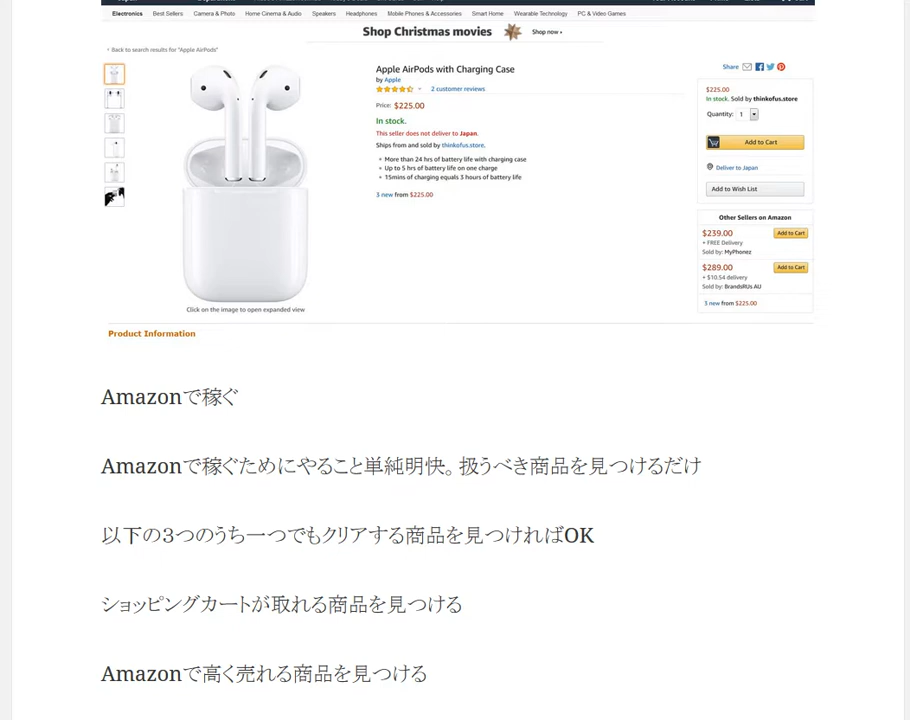 Electronics Best Sellers Camera & Photo Home Cinema & Audio Speakers Headphones Mobile Phones & Accessories Smart Home Wearable Technology PC & Video Games
Shop Christmas movies Shop now ›
‹ Back to search results for "Apple AirPods"
Apple AirPods with Charging Case
by Apple
2 customer reviews
Price: $225.00
In stock.
This seller does not deliver to Japan.
Ships from and sold by thinkofus.store.
More than 24 hrs of battery life with charging case
Up to 5 hrs of battery life on one charge
15mins of charging equals 3 hours of battery life
3 new from $225.00
Click on the image to open expanded view
Share
$225.00
In stock. Sold by thinkofus.store
Quantity: 1
Add to Cart
Deliver to Japan
Add to Wish List
Other Sellers on Amazon
$239.00 Add to Cart
+ FREE Delivery
Sold by: MyPhonez
$289.00 Add to Cart
+ $10.54 delivery
Sold by: BrandsRUs AU
3 new from $225.00
Product Information
Amazonで稼ぐ
Amazonで稼ぐためにやること単純明快。扱うべき商品を見つけるだけ
以下の３つのうち一つでもクリアする商品を見つければOK
ショッピングカートが取れる商品を見つける
Amazonで高く売れる商品を見つける